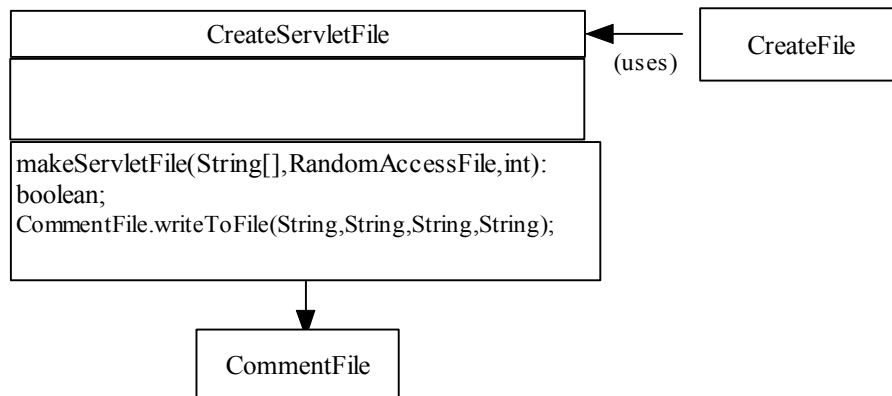 CreateServletFile
CreateFile
(uses)
makeServletFile(String[],RandomAccessFile,int):
boolean;
CommentFile.writeToFile(String,String,String,String);
CommentFile